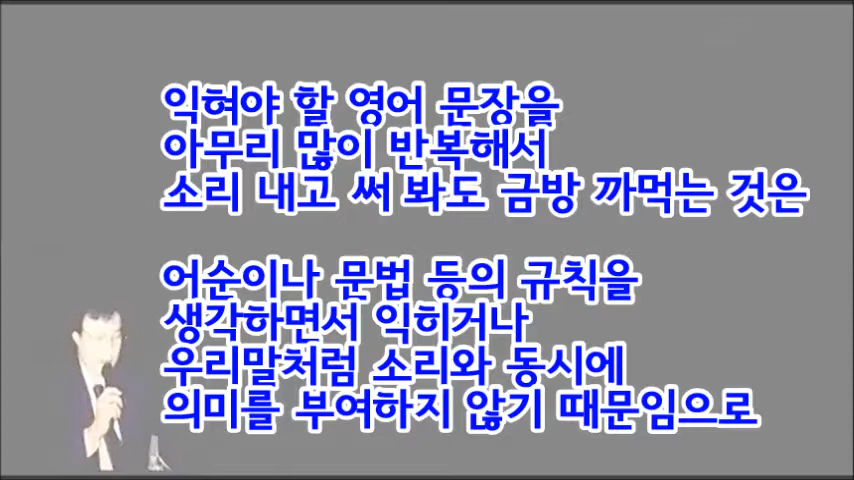 익혀야 할 영어 문장을
아무리 많이 반복해서
소리 내고 써 봐도 금방 까먹는 것은
어순이나 문법 등의 규칙을
생각하면서 익히거나
우리말처럼 소리와 동시에
의미를 부여하지 않기 때문임으로